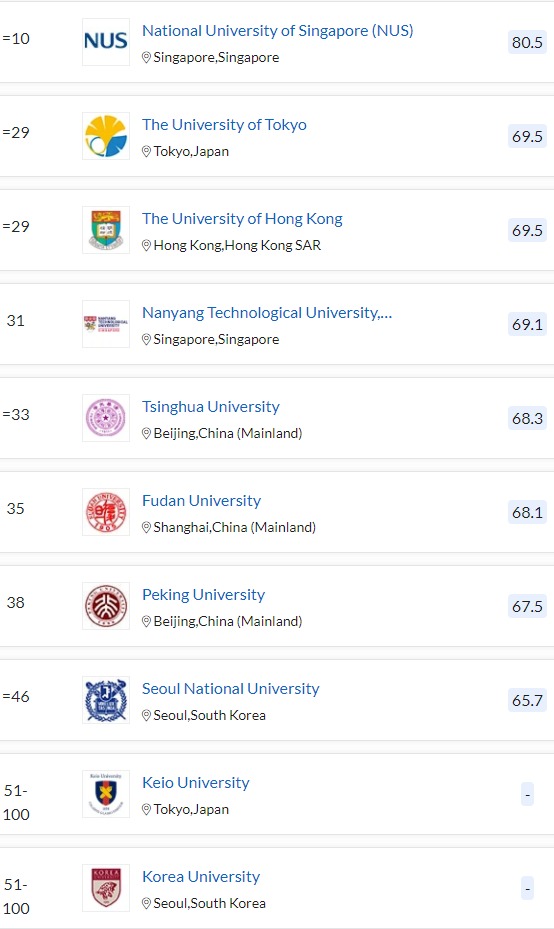 =10
NUS
National University of Singapore (NUS)
Singapore,Singapore
80.5
=29
The University of Tokyo
Tokyo,Japan
69.5
=29
The University of Hong Kong
Hong Kong,Hong Kong SAR
69.5
31
NANYANG
TECHNOLOGICAL
UNIVERSITY
SINGAPORE
Nanyang Technological University,...
Singapore,Singapore
69.1
=33
Tsinghua University
Beijing,China (Mainland)
68.3
35
Fudan University
Shanghai,China (Mainland)
68.1
38
Peking University
Beijing,China (Mainland)
67.5
=46
Seoul National University
Seoul,South Korea
65.7
51-
100
Keio University
Keio University
Tokyo,Japan
-
51-
100
KOREA
Korea University
Seoul,South Korea
-